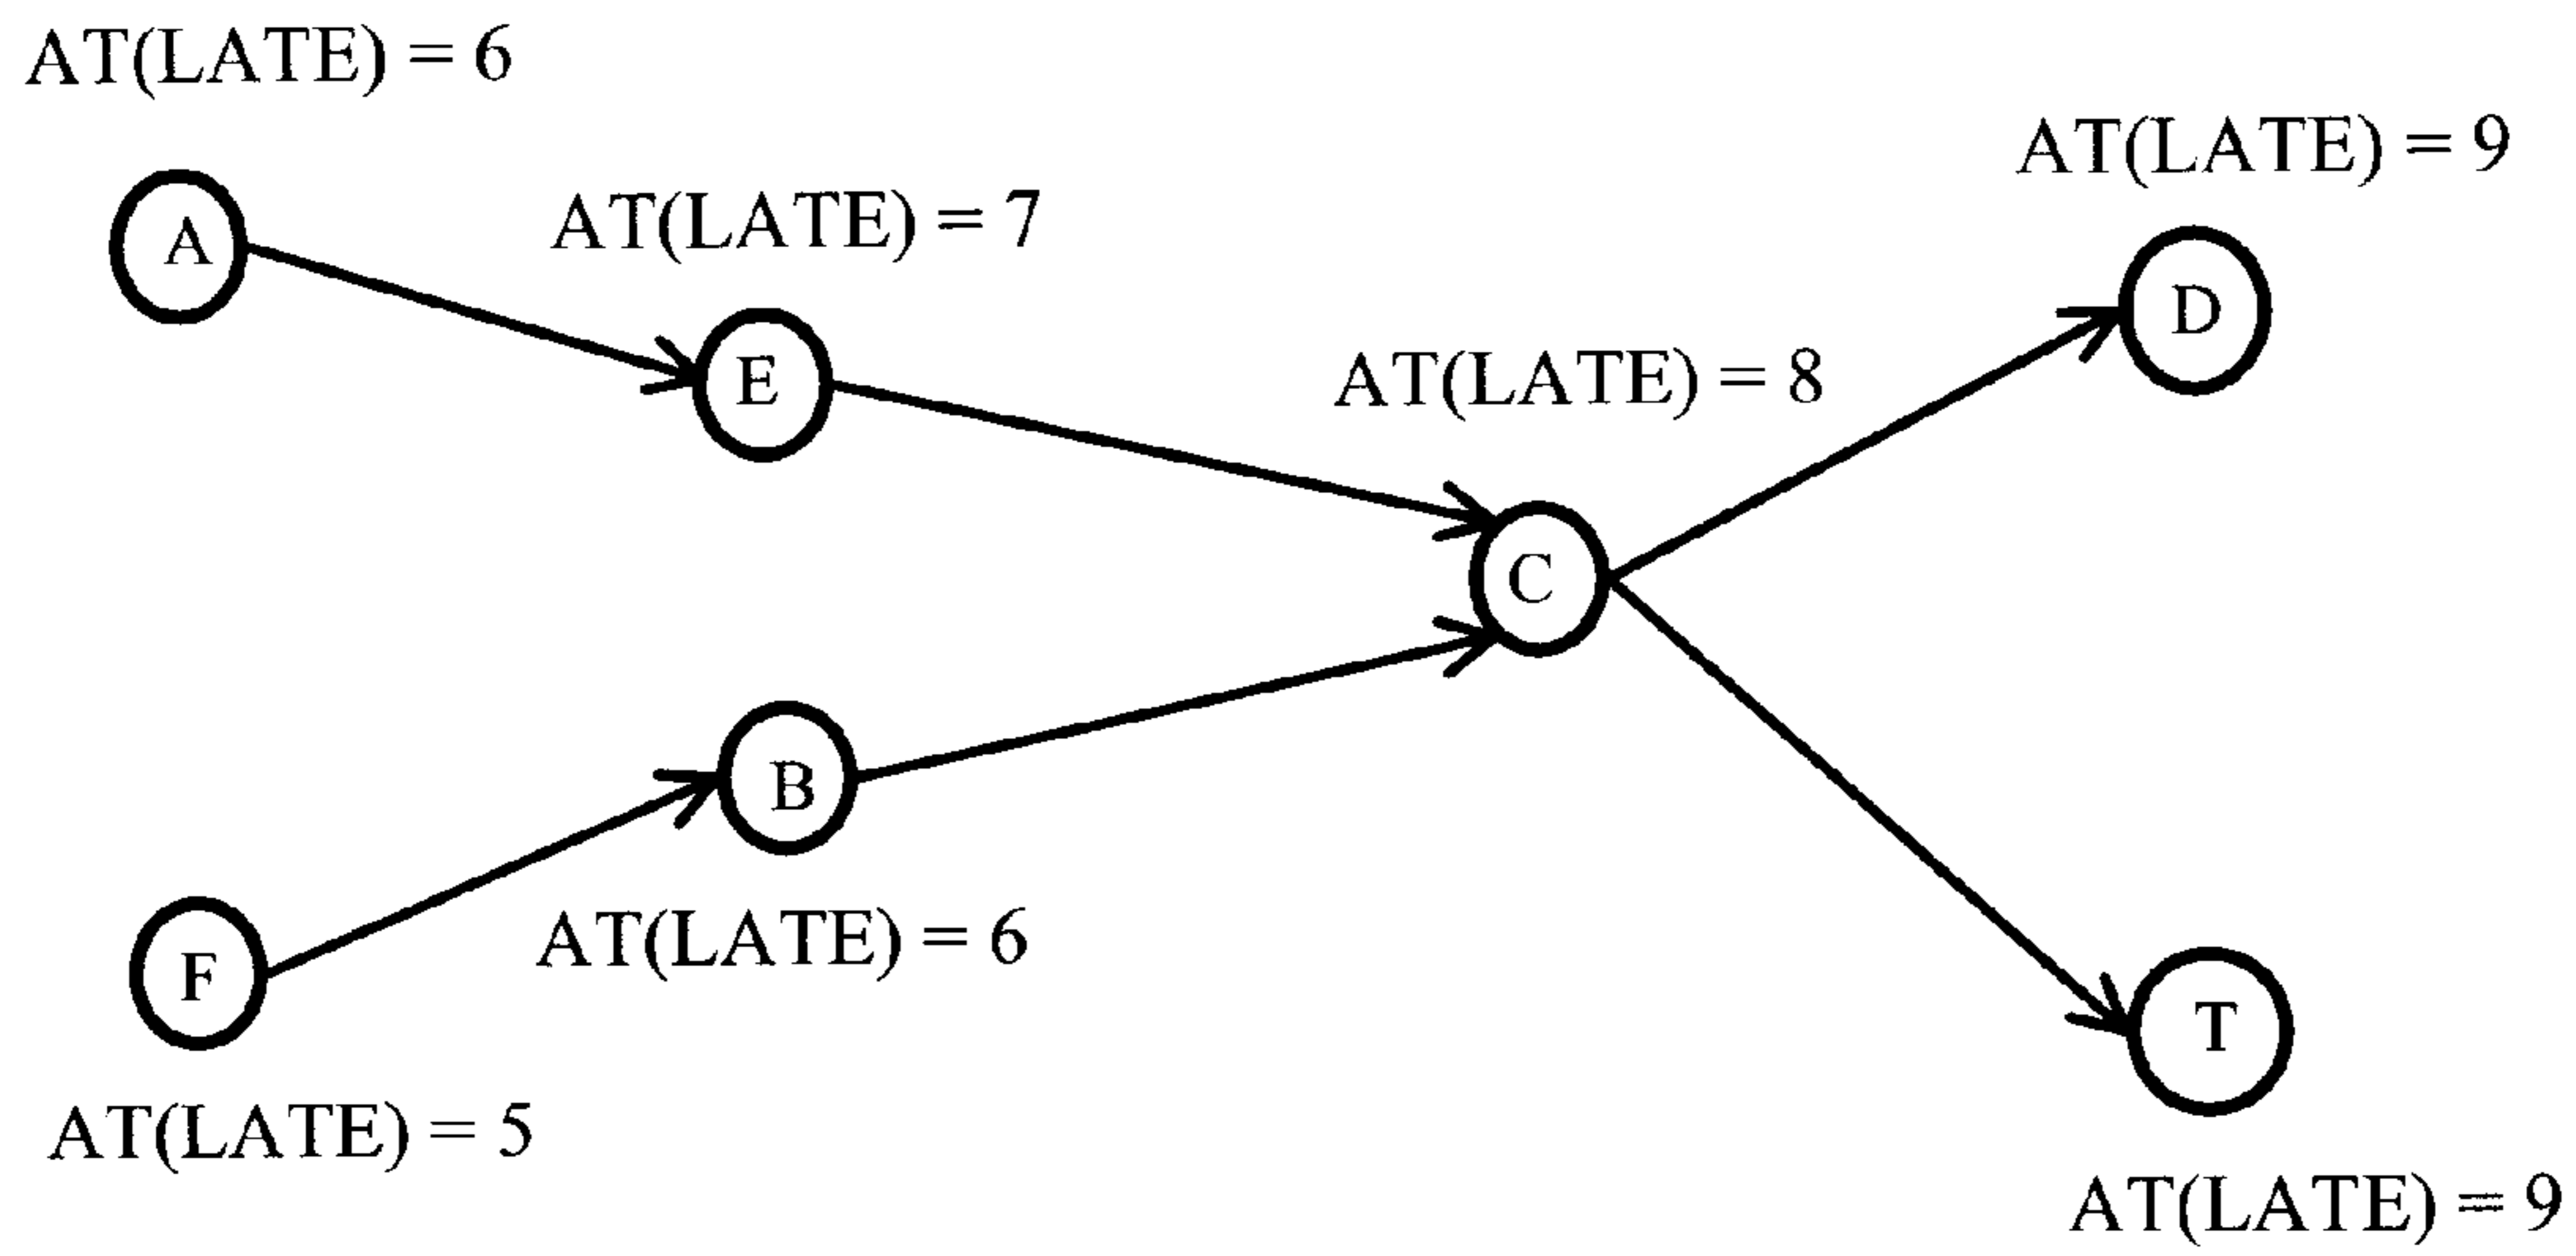 AT(LATE) = 6
A
AT(LATE) = 7
E
AT(LATE) = 9
D
AT(LATE) = 8
C
B
AT(LATE) = 6
F
AT(LATE) = 5
T
AT(LATE) = 9